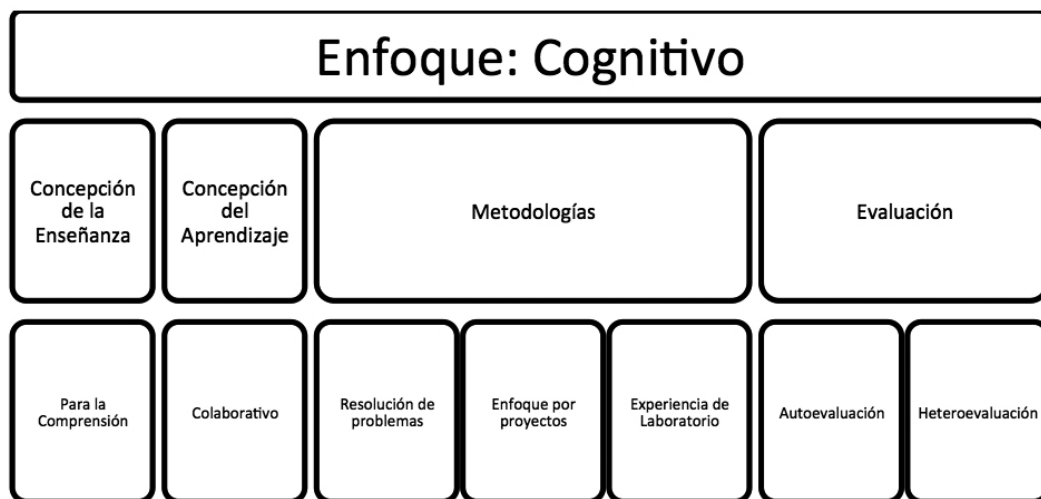 Enfoque: Cognitivo
Concepción
de la
Enseñanza
Concepción
del
Aprendizaje
Metodologías
Evaluación
Para la
Comprensión
Colaborativo
Resolución de
problemas
Enfoque por
proyectos
Experiencia de
Laboratorio
Autoevaluación
Heteroevaluación